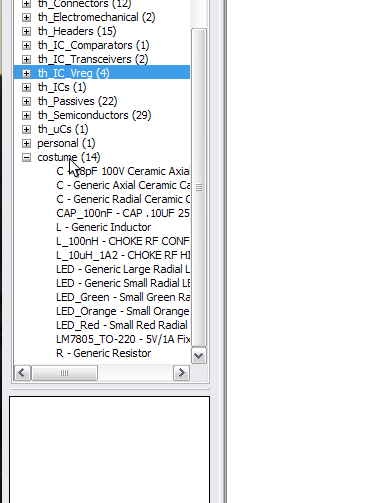 th_Connectors (12)
th_Electromechanical (2)
th_Headers (15)
th_IC_Comparators (1)
th_IC_Transceivers (2)
th_IC_Vreg (4)
th_ICs (1)
th_Passives (22)
th_Semiconductors (29)
th_uCs (1)
personal (1)
costume (14)
C - 8pF 100V Ceramic Axia
C - Generic Axial Ceramic Ca
C - Generic Radial Ceramic C
CAP_100nF - CAP .10UF 25
L - Generic Inductor
L_100nH - CHOKE RF CONF
L_10uH_1A2 - CHOKE RF HI
LED - Generic Large Radial L
LED - Generic Small Radial LE
LED_Green - Small Green Ra
LED_Orange - Small Orange
LED_Red - Small Red Radial
LM7805_TO-220 - 5V/1A Fix
R - Generic Resistor